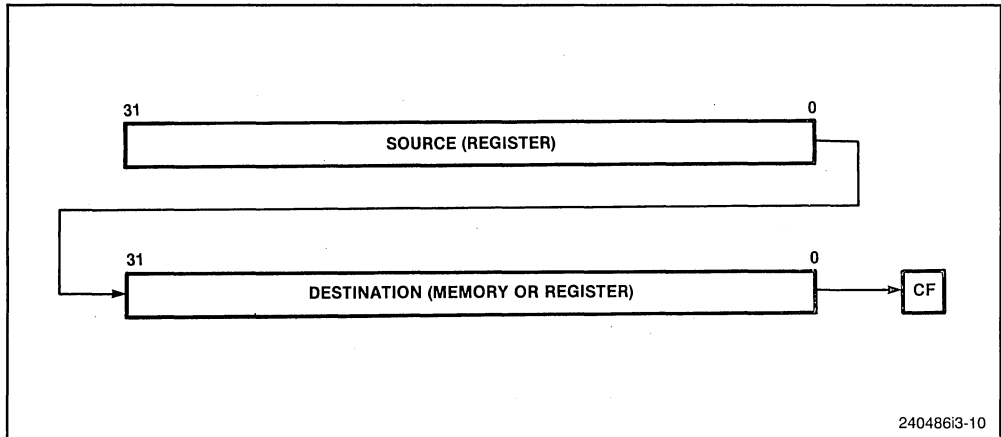 31 0
SOURCE (REGISTER)
31 0
DESTINATION (MEMORY OR REGISTER)
CF
240486i3-10